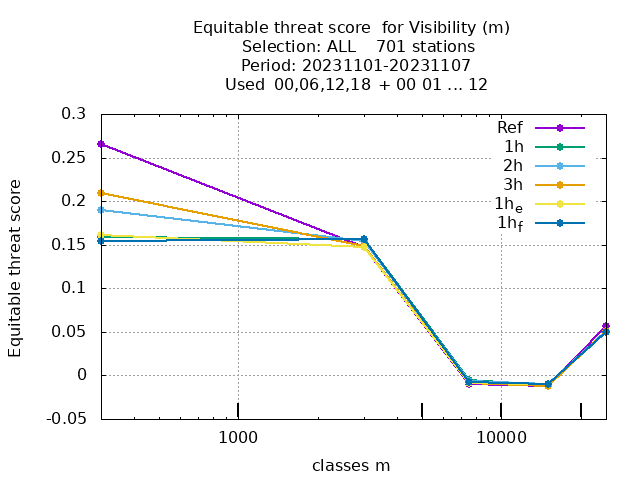 Equitable threat score  for Visibility (m)
Selection: ALL    701 stations
Period: 20231101-20231107
Used  00,06,12,18 + 00 01 ... 12
Equitable threat score
0.3
0.25
0.2
0.15
0.1
0.05
0
-0.05
Ref
1h
2h
3h
1h_e
1h_f
1000
10000
classes m